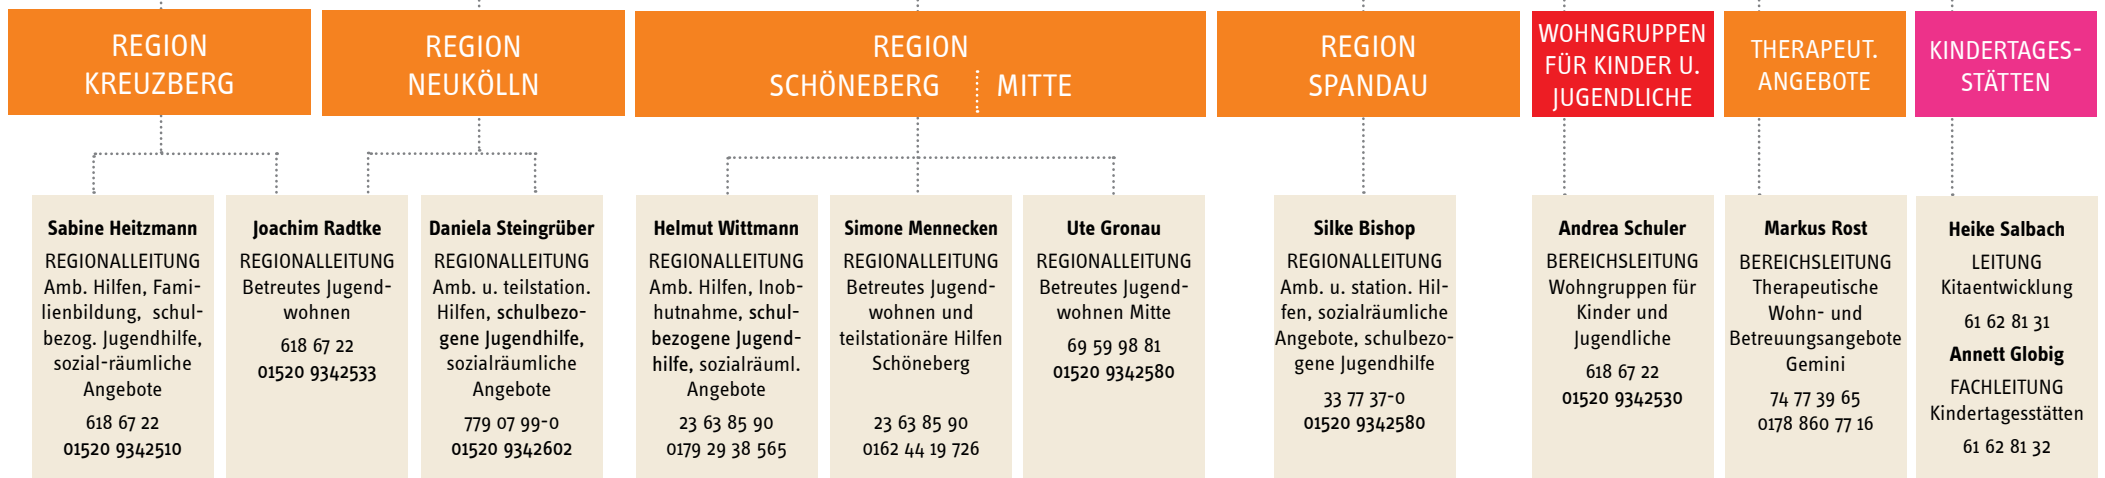 REGION
KREUZBERG
REGION
NEUKÖLLN
REGION
SCHÖNEBERG MITTE
REGION
SPANDAU
WOHNGRUPPEN
FÜR KINDER U.
JUGENDLICHE
THERAPEUT.
ANGEBOTE
KINDERTAGES-
STÄTTEN
Sabine Heitzmann
REGIONALLEITUNG
Amb. Hilfen, Fami-
lienbildung, schul-
bezog. Jugendhilfe,
sozial-räumliche
Angebote
618 67 22
01520 9342510
Joachim Radtke
REGIONALLEITUNG
Betreutes Jugend-
wohnen
618 67 22
01520 9342533
Daniela Steingrüber
REGIONALLEITUNG
Amb. u. teilstation.
Hilfen, schulbezo-
gene Jugendhilfe,
sozialräumliche
Angebote
779 07 99-0
01520 9342602
Helmut Wittmann
REGIONALLEITUNG
Amb. Hilfen, Inob-
hutnahme, schul-
bezogene Jugend-
hilfe, sozialräuml.
Angebote
23 63 85 90
0179 29 38 565
Simone Mennecken
REGIONALLEITUNG
Betreutes Jugend-
wohnen und
teilstationäre Hilfen
Schöneberg
23 63 85 90
0162 44 19 726
Ute Gronau
REGIONALLEITUNG
Betreutes Jugend-
wohnen Mitte
69 59 98 81
01520 9342580
Silke Bishop
REGIONALLEITUNG
Amb. u. station. Hil-
fen, sozialräumliche
Angebote, schulbezo-
gene Jugendhilfe
33 77 37-0
01520 9342580
Andrea Schuler
BEREICHSLEITUNG
Wohngruppen für
Kinder und
Jugendliche
618 67 22
01520 9342530
Markus Rost
BEREICHSLEITUNG
Therapeutische
Wohn- und
Betreuungsangebote
Gemini
74 77 39 65
0178 860 77 16
Heike Salbach
LEITUNG
Kitaentwicklung
61 62 81 31
Annett Globig
FACHLEITUNG
Kindertagesstätten
61 62 81 32